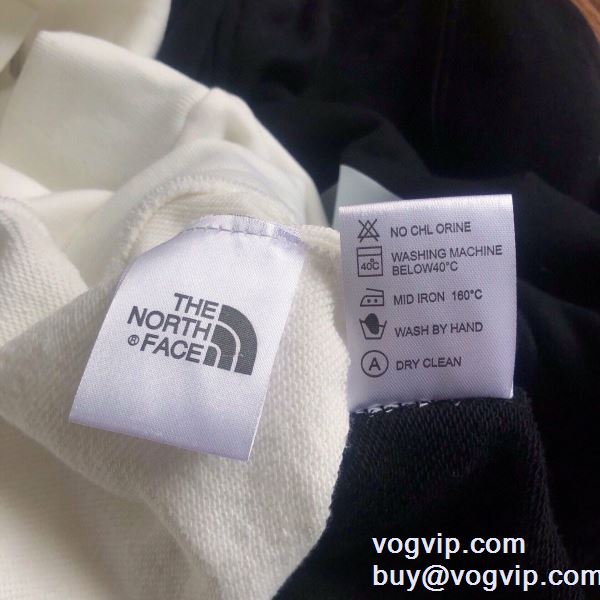 THE
NORTH
® FACE
NO CHL ORINE
40℃
WASHING MACHINE
BELOW40°C
MID IRON 160°C
WASH BY HAND
A
DRY CLEAN
vogvip.com
buy@vogvip.com